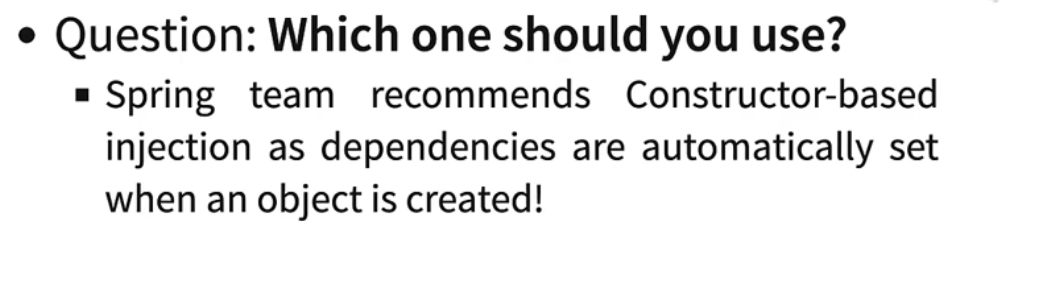 • Question: Which one should you use?
▪ Spring team recommends Constructor-based
injection as dependencies are automatically set
when an object is created!